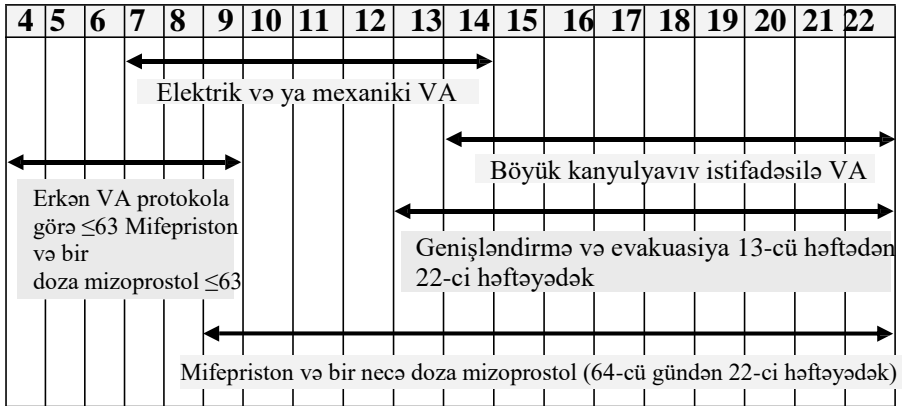 4 5 6 7 8 9 10 11 12 13 14 15 16 17 18 19 20 21 22
Elektrik və ya mexaniki VA
Böyük kanyulyavıv istifadəsilə VA
Erkən VA protokola
görə ≤63 Mifepriston
və bir
doza mizoprostol ≤63
Genişləndirmə və evakuasiya 13-cü həftədən
22-ci həftəyədək
Mifepriston və bir necə doza mizoprostol (64-cü gündən 22-ci həftəyədək)